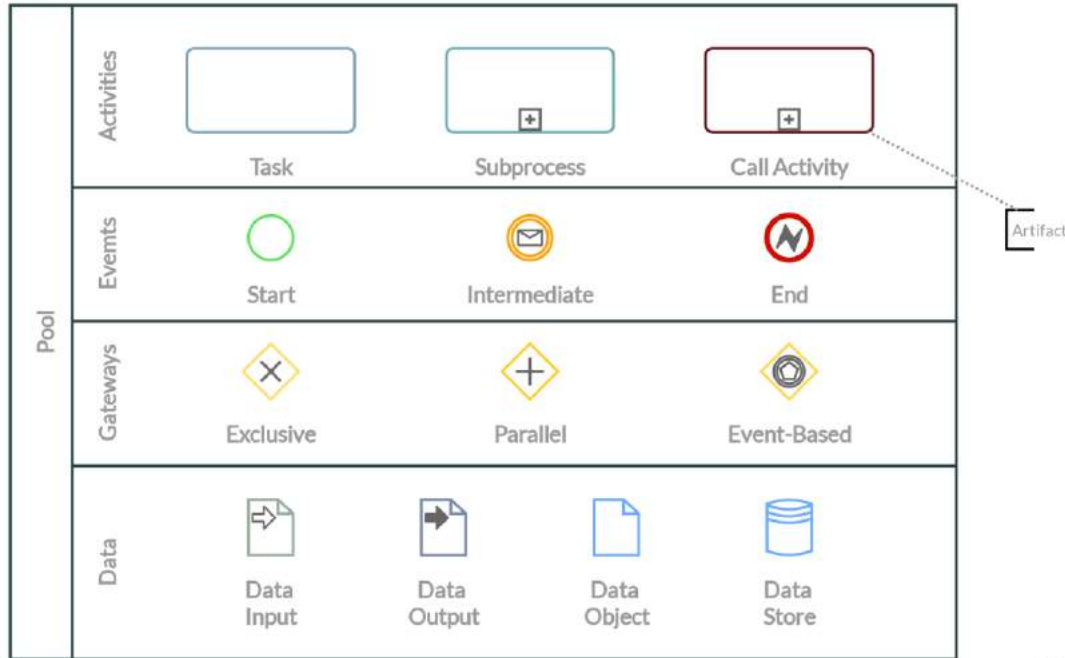 Pool
Activities
Task
Subprocess
Call Activity
Artifact
Evemts
Start
Intermediate
End
Gateways
Exclusive
Parallel
Event-Based
Data
Data
Input
Data
Output
Data
Object
Data
Store